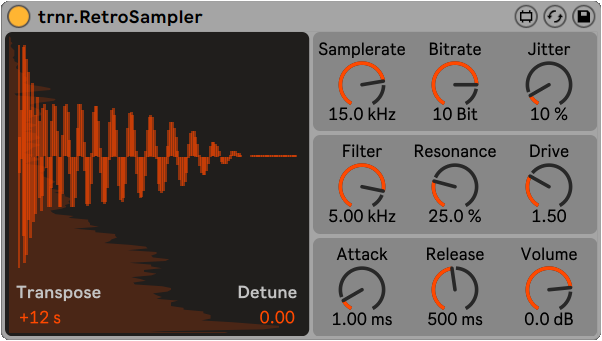 trnr.RetroSampler
Samplerate Bitrate Jitter
15.0 kHz 10 Bit 10 %
Filter Resonance Drive
5.00 kHz 25.0 % 1.50
Attack Release Volume
1.00 ms 500 ms 0.0 dB
Transpose Detune
+12 s 0.00